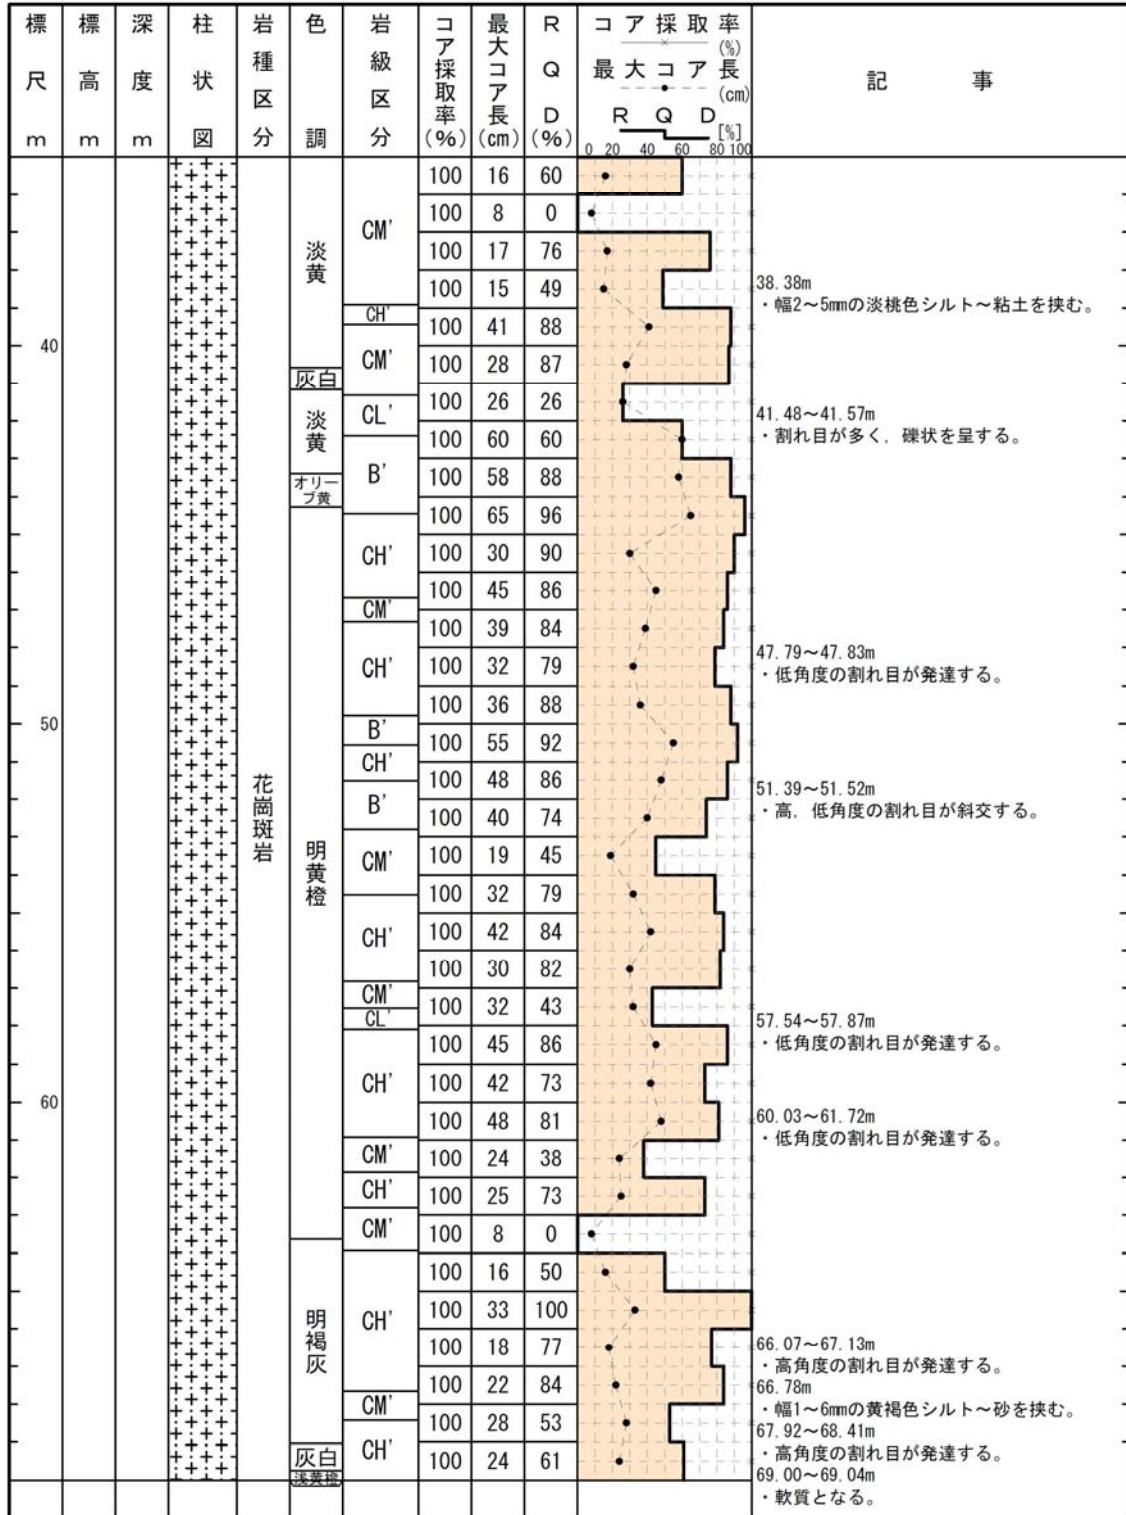 標尺 m
標高 m
深度 m
柱状図
岩種区分
色調
岩級区分
コア採取率(%)
最大コア長(cm)
RQD(%)
コア採取率
(%)
最大コア長
(cm)
RQD
[%]
0 20 40 60 80 100
記事
40
50
60
花崗斑岩
淡黄
灰白
淡黄
オリーブ黄
明黄橙
明褐灰
灰白
浅黄橙
CM'
CH'
CM'
CL'
B'
CH'
CM'
CH'
B'
CH'
B'
CM'
CH'
CM'
CL'
CH'
CM'
CH'
CM'
CH'
CM'
CH'
100 16 60
100 8 0
100 17 76
100 15 49
100 41 88
100 28 87
100 26 26
100 60 60
100 58 88
100 65 96
100 30 90
100 45 86
100 39 84
100 32 79
100 36 88
100 55 92
100 48 86
100 40 74
100 19 45
100 32 79
100 42 84
100 30 82
100 32 43
100 45 86
100 42 73
100 48 81
100 24 38
100 25 73
100 8 0
100 16 50
100 33 100
100 18 77
100 22 84
100 28 53
100 24 61
38.38m
・幅2～5mmの淡桃色シルト～粘土を挟む。
41.48～41.57m
・割れ目が多く，礫状を呈する。
47.79～47.83m
・低角度の割れ目が発達する。
51.39～51.52m
・高，低角度の割れ目が斜交する。
57.54～57.87m
・低角度の割れ目が発達する。
60.03～61.72m
・低角度の割れ目が発達する。
66.07～67.13m
・高角度の割れ目が発達する。
66.78m
・幅1～6mmの黄褐色シルト～砂を挟む。
67.92～68.41m
・高角度の割れ目が発達する。
69.00～69.04m
・軟質となる。